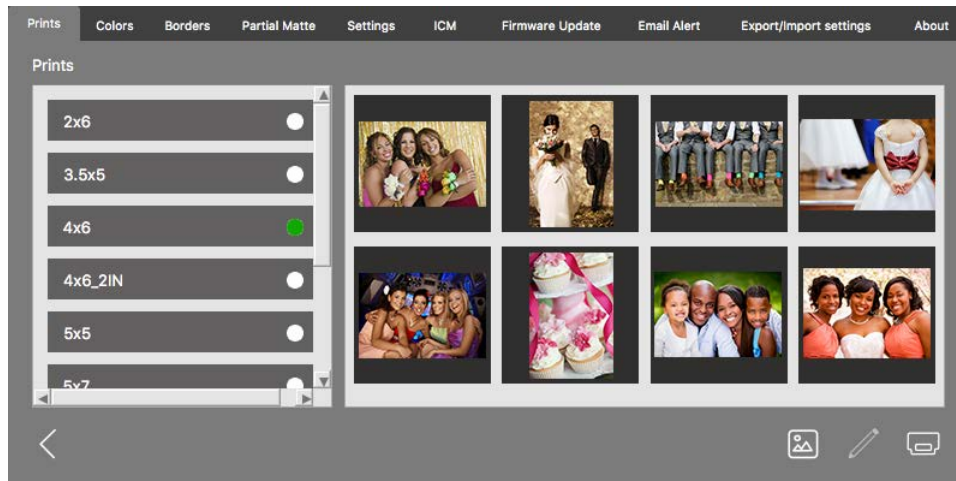 Prints Colors Borders Partial Matte Settings ICM Firmware Update Email Alert Export/Import settings About
Prints
2x6
3.5x5
4x6
4x6_2IN
5x5
5x7